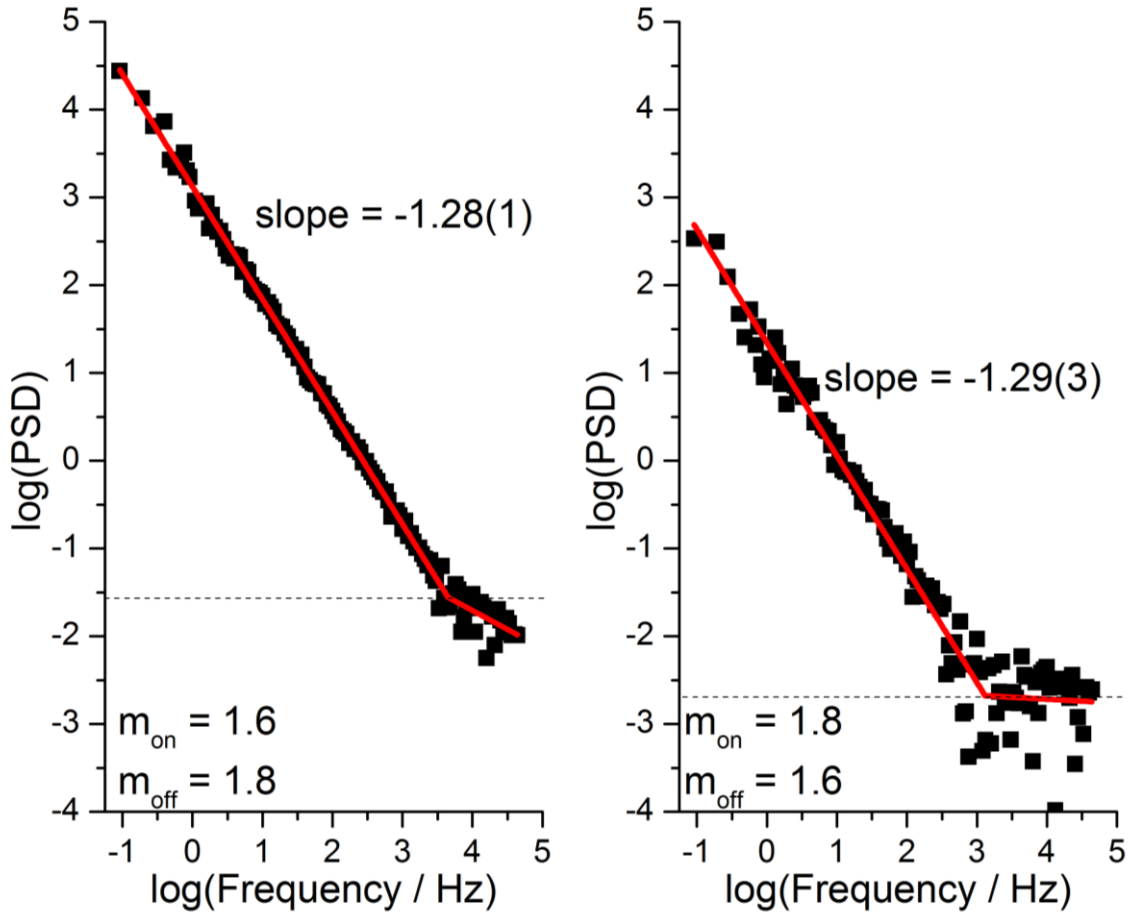 5
4
3
2
1
0
-1
-2
-3
-4
log(PSD)
slope = -1.28(1)
m_on = 1.6
m_off = 1.8
-1 0 1 2 3 4 5
log(Frequency / Hz)
5
4
3
2
1
0
-1
-2
-3
-4
log(PSD)
slope = -1.29(3)
m_on = 1.8
m_off = 1.6
-1 0 1 2 3 4 5
log(Frequency / Hz)